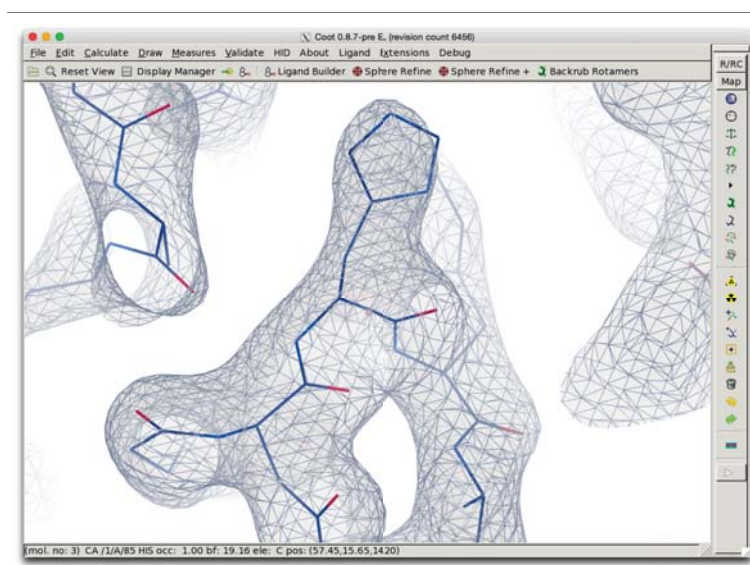 Coot 0.8.7-pre EL (revision count 6456)
File Edit Calculate Draw Measures Validate HID About Ligand Extensions Debug
Reset View Display Manager Ligand Builder Sphere Refine Sphere Refine + Backrub Rotamers
R/RC
Map
(mol. no: 3) CA /1/A/85 HIS occ: 1.00 bf: 19.16 ele: C pos: (57.45,15.65,1420)